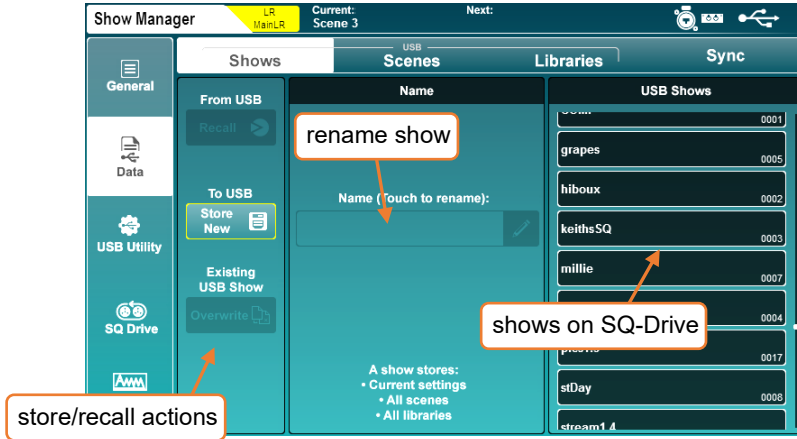 Show Manager
LR
MainLR
Current:
Scene 3
Next:
General
Data
USB Utility
SQ Drive
Shows
USB
Scenes
Libraries
Sync
From USB
Recall
To USB
Store
New
Existing
USB Show
Overwrite
Name
rename show
Name (Touch to rename):
A show stores:
• Current settings
• All scenes
• All libraries
USB Shows
0001
grapes
0005
hiboux
0002
keithsSQ
0003
millie
0007
shows on SQ-Drive
0004
0017
stDay
0008
stream1.4
store/recall actions